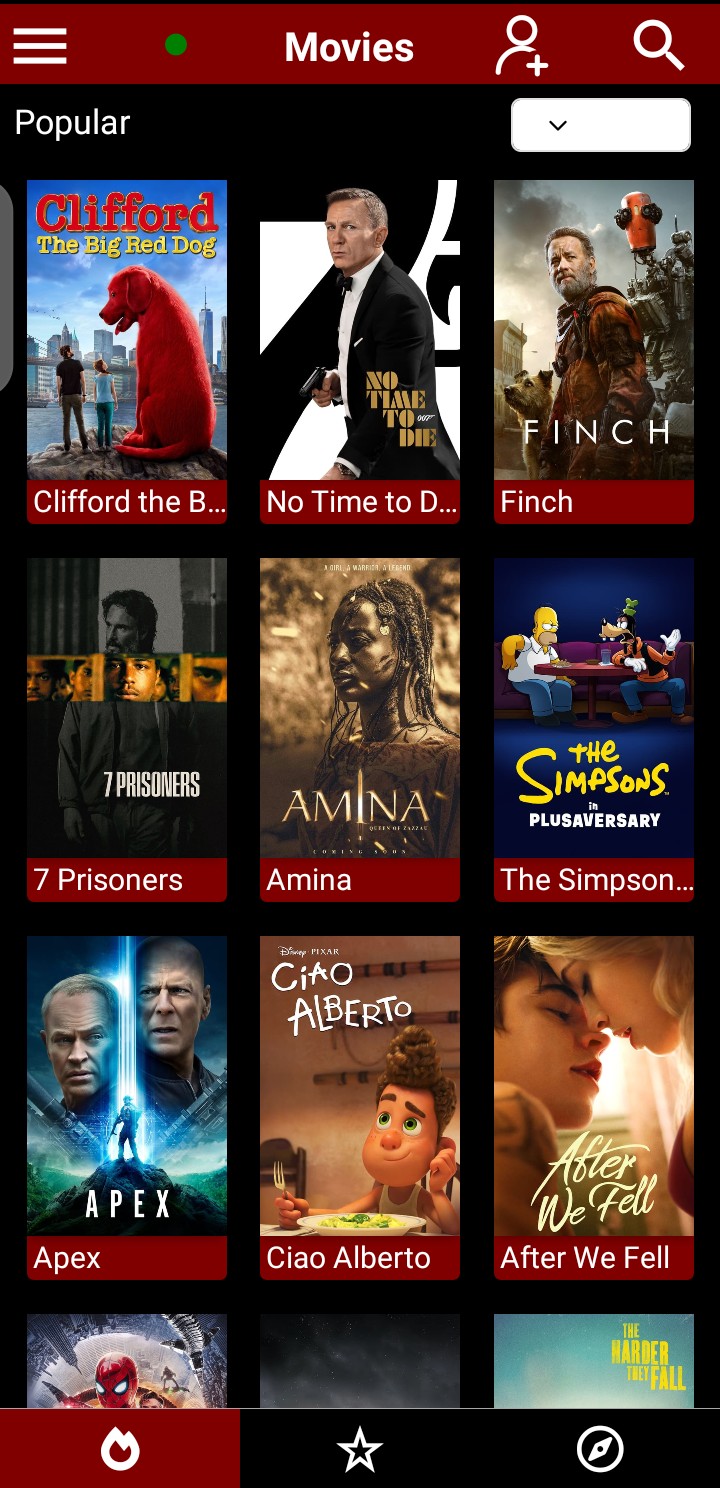 Movies
Popular
Clifford
The Big Red Dog
NO
TIME
TO 007
DIE
FINCH
Clifford the B...
No Time to D...
Finch
7 PRISONERS
A GIRL. A WARRIOR. A LEGEND
AMINA
QUEEN OF ZAZZAU
COMING SOON
THE
SIMPSONS
in
PLUSAVERSARY
7 Prisoners
Amina
The Simpson...
APEX
Disney PIXAR
CIAO
ALBERTO
After
We Fell
Apex
Ciao Alberto
After We Fell
THE
HARDER
THEY FALL